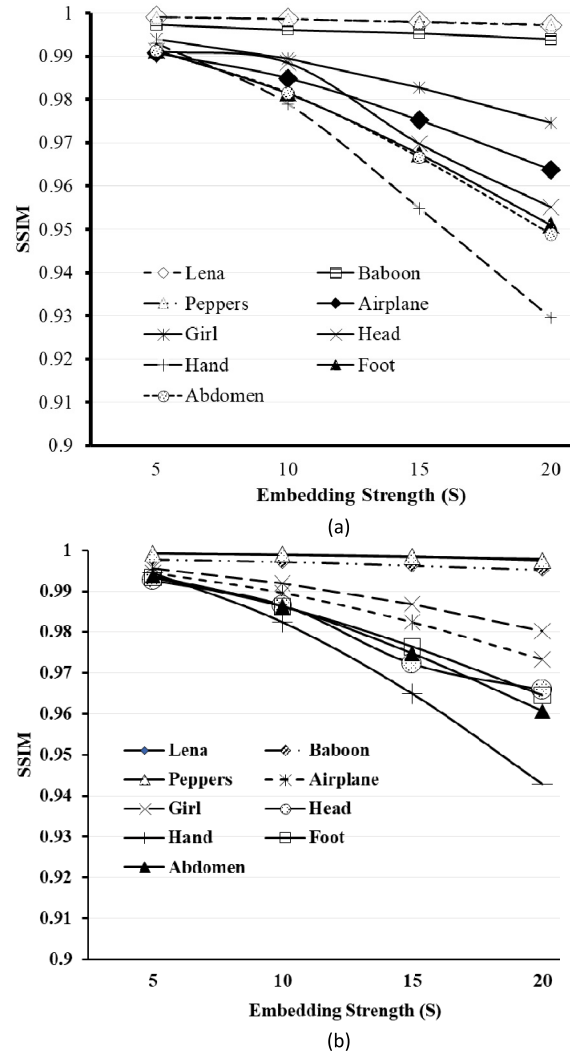 1
0.99
0.98
0.97
0.96
0.95
0.94
0.93
0.92
0.91
0.9
SSIM
Lena Baboon
Peppers Airplane
Girl Head
Hand Foot
Abdomen
5 10 15 20
Embedding Strength (S)
(a)
1
0.99
0.98
0.97
0.96
0.95
0.94
0.93
0.92
0.91
0.9
SSIM
Lena Baboon
Peppers Airplane
Girl Head
Hand Foot
Abdomen
5 10 15 20
Embedding Strength (S)
(b)